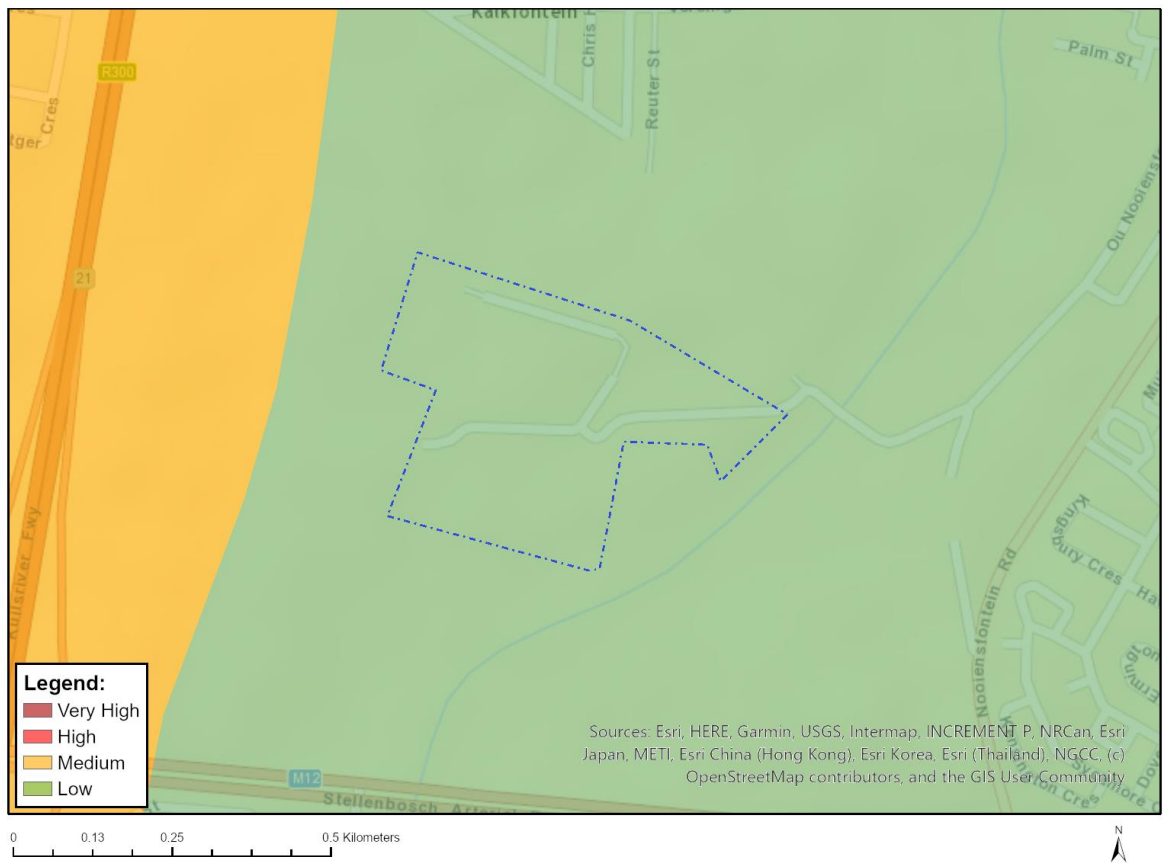 Kalkfontein
R300
Chris H
Reuter St
Palm St
tger Cres
Ou Nooienst
21
Kuilsriver Fwy
Nooiensfontein Rd
Kingsbury Cres
Legend:
Very High
High
Medium
Low
Sources: Esri, HERE, Garmin, USGS, Intermap, INCREMENT P, NRCan, Esri
Japan, METI, Esri China (Hong Kong), Esri Korea, Esri (Thailand), NGCC, (c)
OpenStreetMap contributors, and the GIS User Community
M12
Stellenbosch Arterial
0 0.13 0.25 0.5 Kilometers
N